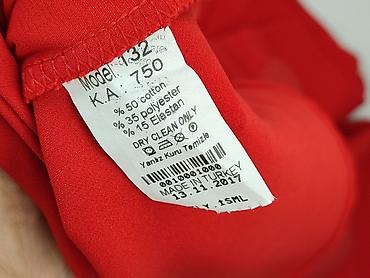 Model: 132
K.A: 750
% 50 cotton
% 35 polyester
% 15 Elastan
DRY CLEAN ONLY
Yanlız Kuru Temizle
0010001000
MADE IN TURKEY
13.11.2017